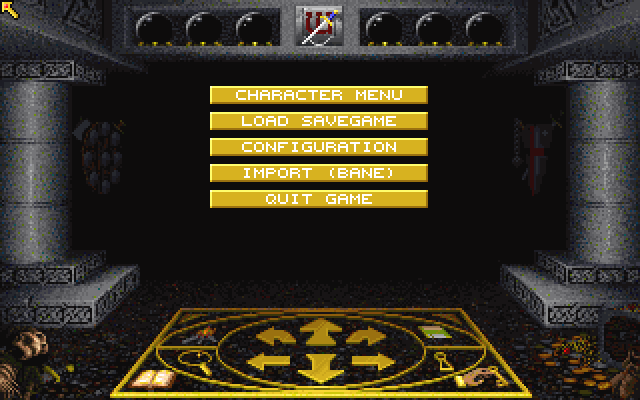 CHARACTER MENU
LOAD SAVEGAME
CONFIGURATION
IMPORT (BANE)
QUIT GAME